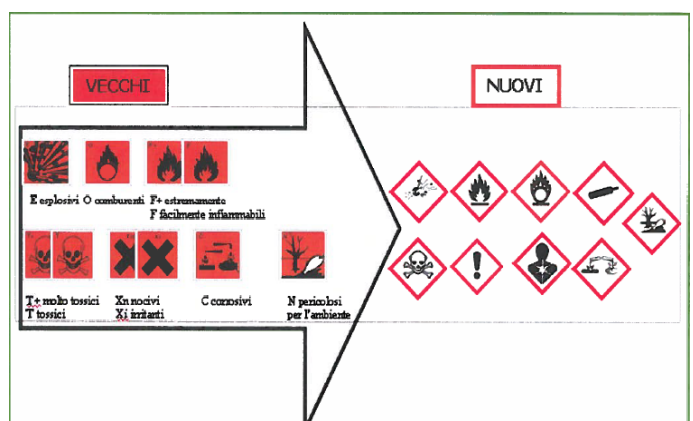 VECCHI
NUOVI
E esplosivi O comburenti F+ estremamente
F facilmente infiammabili
T+ molto tossici Xn nocivi C corrosivi N pericolosi
T tossici Xi irritanti per l'ambiente